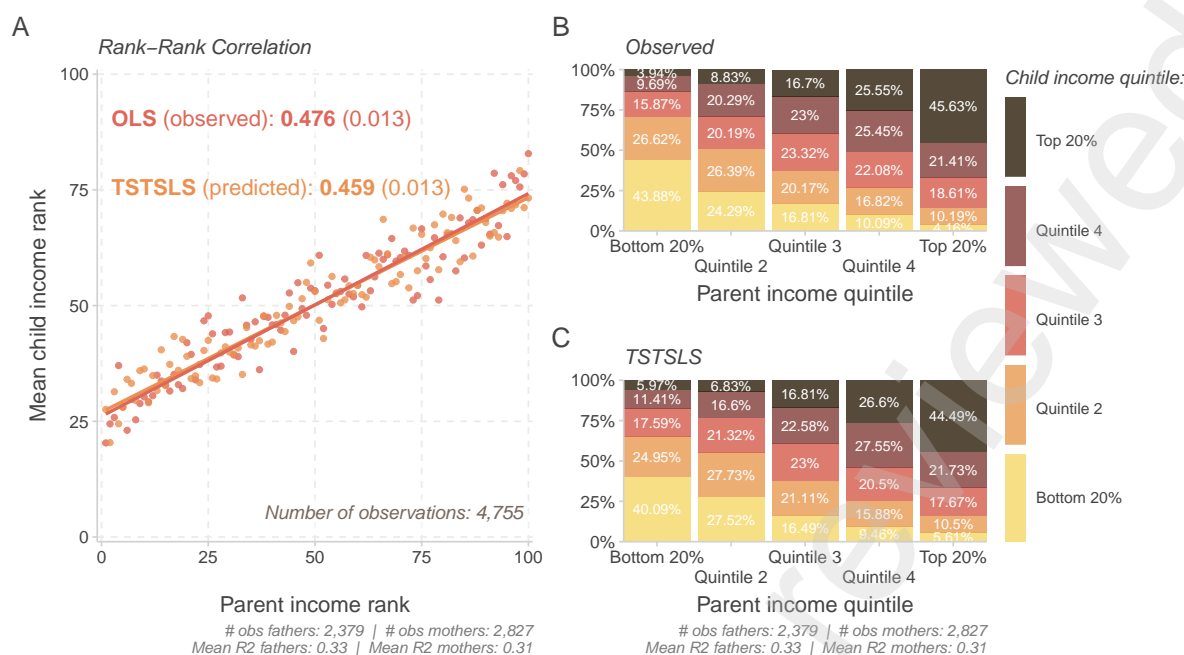 A
Rank−Rank Correlation
Mean child income rank
100
75
50
25
0
OLS (observed): 0.476 (0.013)
TSTSLS (predicted): 0.459 (0.013)
Number of observations: 4,755
0 25 50 75 100
Parent income rank
# obs fathers: 2,379 | # obs mothers: 2,827
Mean R2 fathers: 0.33 | Mean R2 mothers: 0.31
B
Observed
100%
75%
50%
25%
0%
3.94% 8.83% 16.7% 25.55% 45.63%
9.69% 20.29% 23% 25.45% 21.41%
15.87% 20.19% 23.32% 22.08% 18.61%
26.62% 26.39% 20.17% 16.82% 10.19%
43.88% 24.29% 16.81% 10.09% 4.16%
Bottom 20% Quintile 3 Top 20%
Quintile 2 Quintile 4
Parent income quintile
C
TSTSLS
100%
75%
50%
25%
0%
5.97% 6.83% 16.81% 26.6% 44.49%
11.41% 16.6% 22.58% 27.55% 21.73%
17.59% 21.32% 23% 20.5% 17.67%
24.95% 27.73% 21.11% 15.88% 10.5%
40.09% 27.52% 16.49% 9.46% 5.61%
Bottom 20% Quintile 3 Top 20%
Quintile 2 Quintile 4
Parent income quintile
# obs fathers: 2,379 | # obs mothers: 2,827
Mean R2 fathers: 0.33 | Mean R2 mothers: 0.31
Child income quintile:
Top 20%
Quintile 4
Quintile 3
Quintile 2
Bottom 20%
reviewed